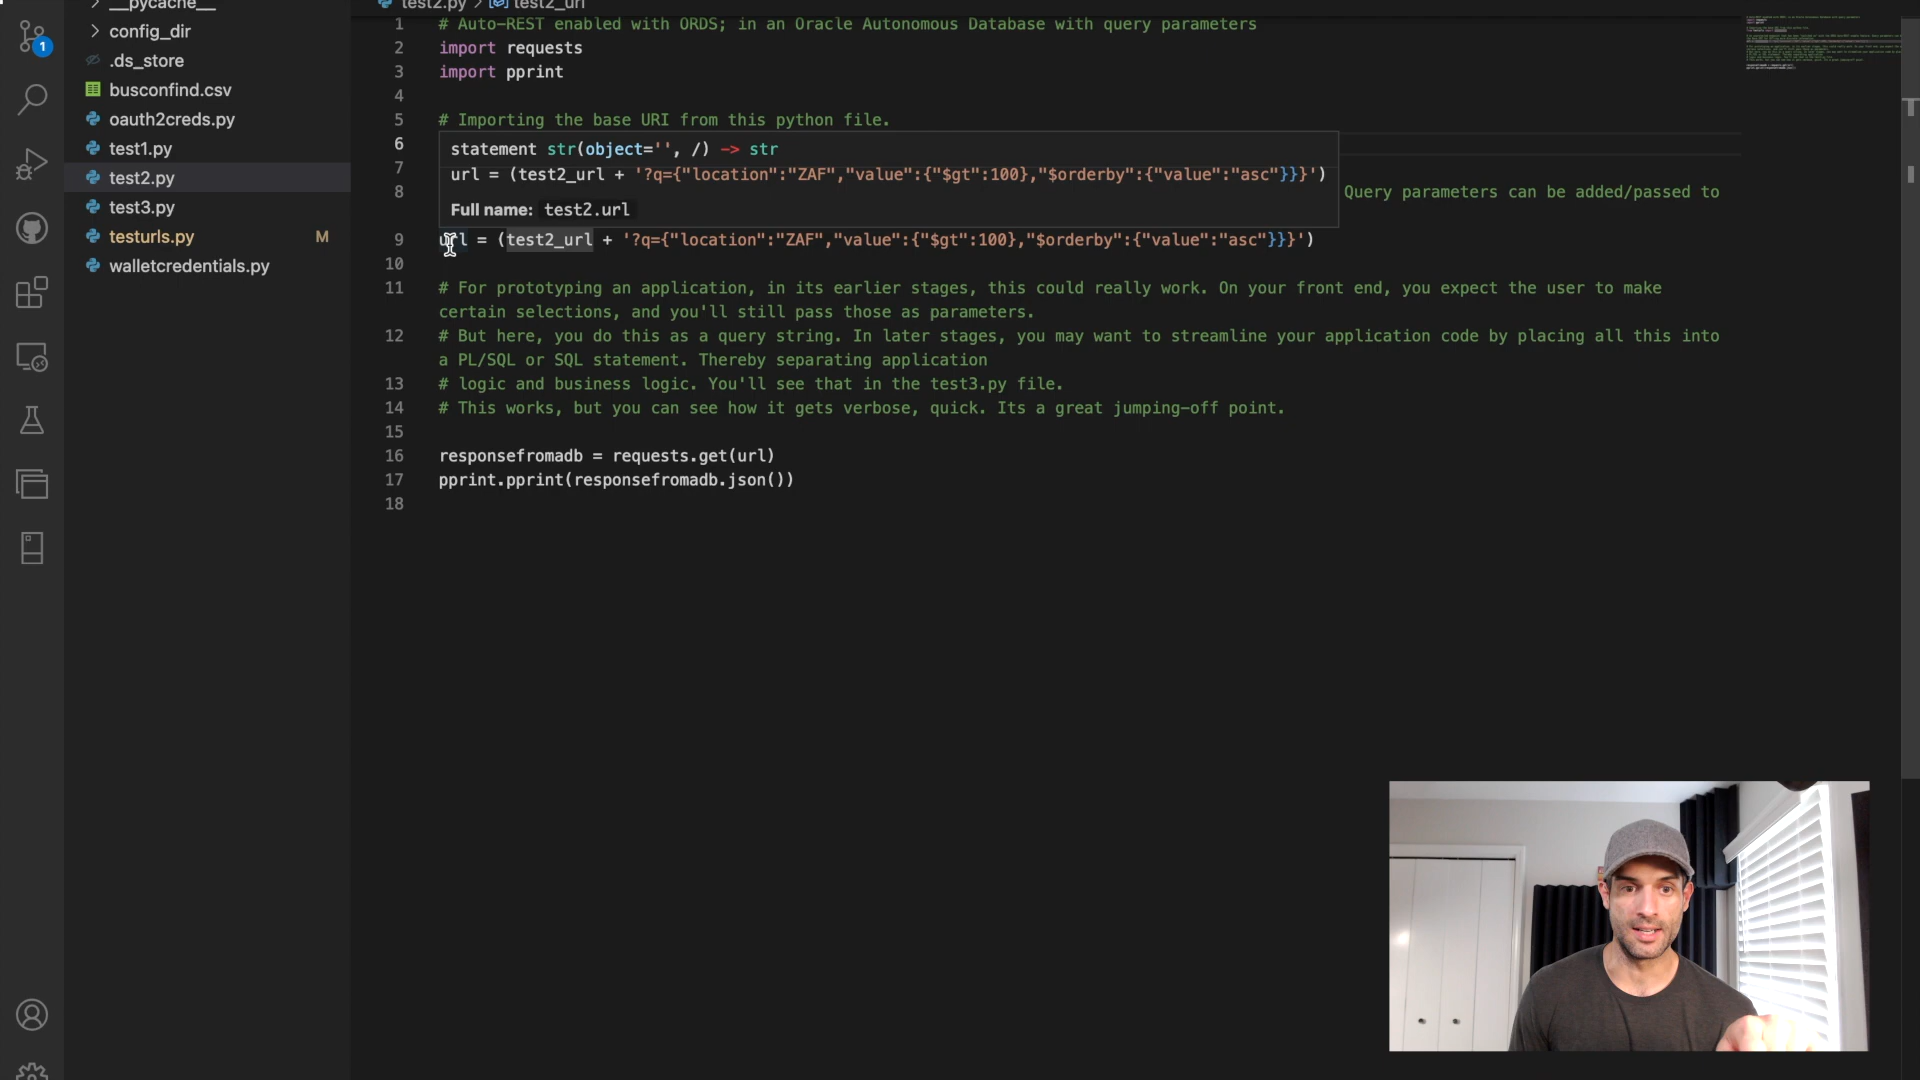 __pycache__
config_dir
.ds_store
busconfind.csv
oauth2creds.py
test1.py
test2.py
test3.py
testurls.py M
walletcredentials.py
1
test2.py > test2_url
1 # Auto-REST enabled with ORDS; in an Oracle Autonomous Database with query parameters
2 import requests
3 import pprint
4
5 # Importing the base URI from this python file.
6
7
8 Query parameters can be added/passed to
statement str(object='', /) -> str
url = (test2_url + '?q={"location":"ZAF","value":{"$gt":100},"$orderby":{"value":"asc"}}}')
Full name: test2.url
9 url = (test2_url + '?q={"location":"ZAF","value":{"$gt":100},"$orderby":{"value":"asc"}}}')
10
11 # For prototyping an application, in its earlier stages, this could really work. On your front end, you expect the user to make
certain selections, and you'll still pass those as parameters.
12 # But here, you do this as a query string. In later stages, you may want to streamline your application code by placing all this into
a PL/SQL or SQL statement. Thereby separating application
13 # logic and business logic. You'll see that in the test3.py file.
14 # This works, but you can see how it gets verbose, quick. Its a great jumping-off point.
15
16 responsefromadb = requests.get(url)
17 pprint.pprint(responsefromadb.json())
18